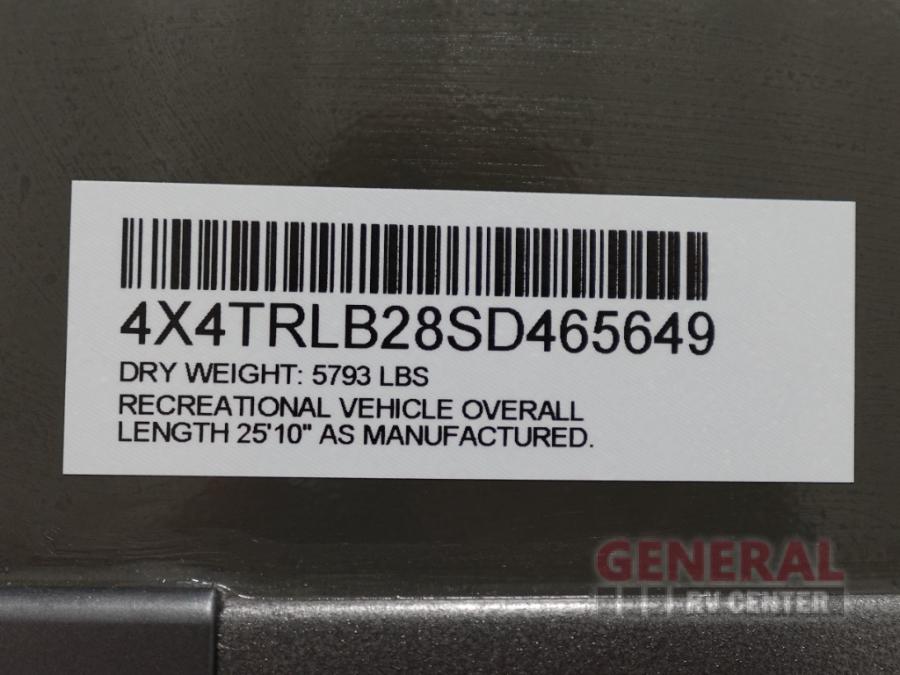 4X4TRLB28SD465649
DRY WEIGHT: 5793 LBS
RECREATIONAL VEHICLE OVERALL
LENGTH 25'10" AS MANUFACTURED.
GENERAL
RV CENTER